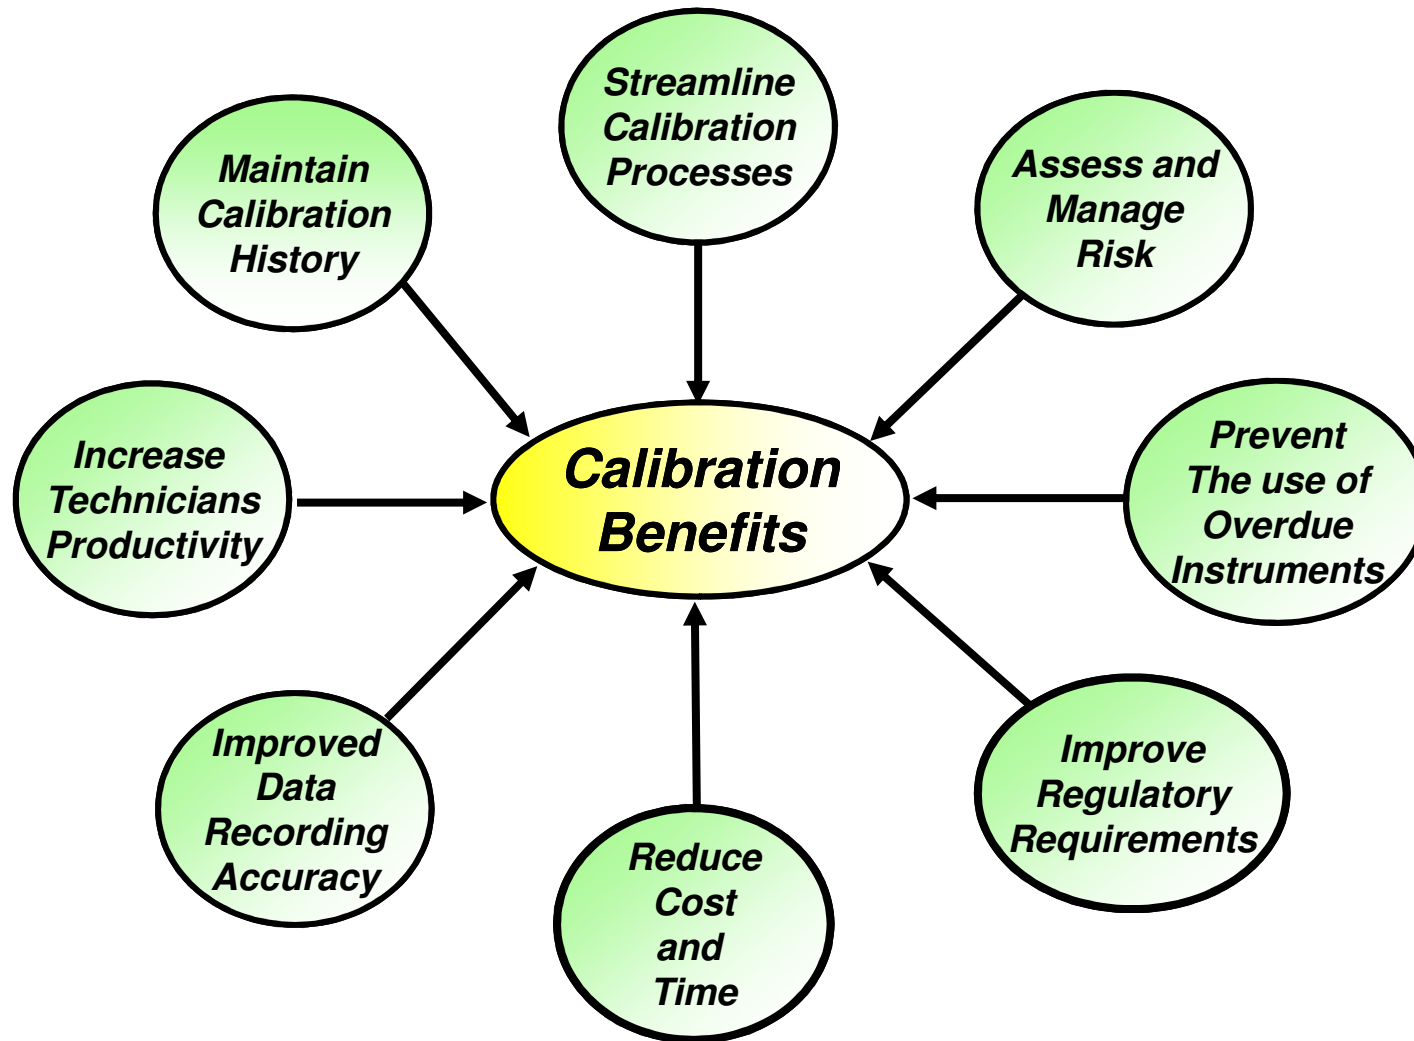 Streamline
Calibration
Processes
Maintain
Calibration
History
Assess and
Manage
Risk
Increase
Technicians
Productivity
Calibration
Benefits
Prevent
The use of
Overdue
Instruments
Improved
Data
Recording
Accuracy
Reduce
Cost
and
Time
Improve
Regulatory
Requirements